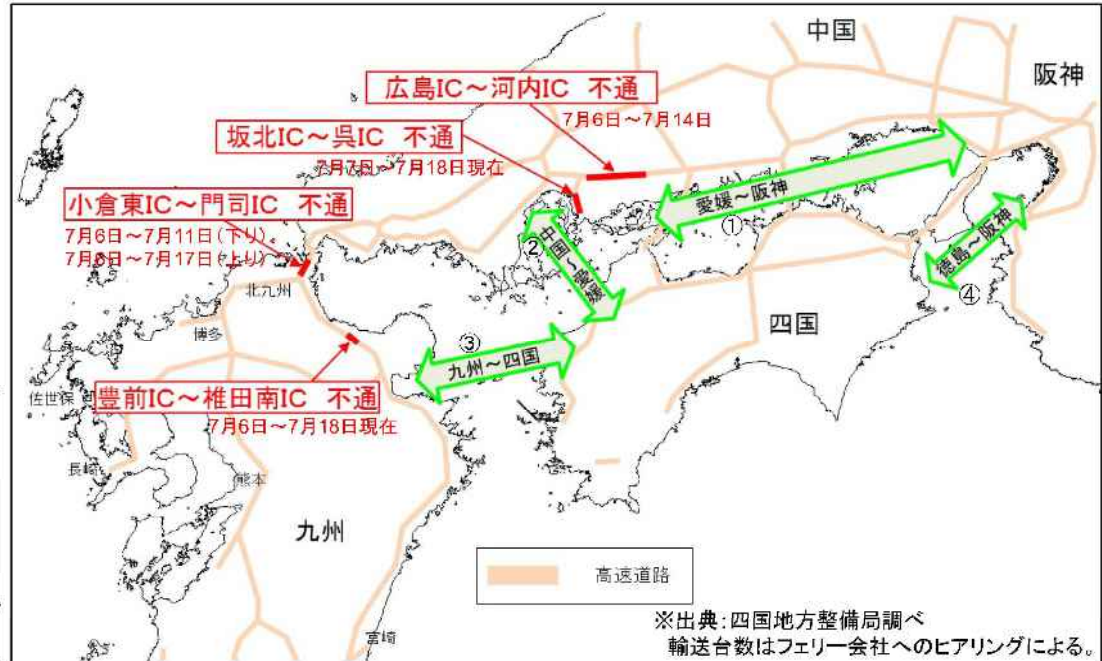 中国
阪神
広島IC～河内IC 不通
7月6日～7月14日
坂北IC～呉IC 不通
7月7日～7月18日現在
小倉東IC～門司IC 不通
7月6日～7月11日(下り)
7月6日～7月17日(上り)
愛媛～阪神
①
②
中国～愛媛
徳島～阪神
④
北九州
博多
③
九州～四国
四国
豊前IC～椎田南IC 不通
7月6日～7月18日現在
佐世保
長崎
熊本
九州
高速道路
宮崎
※出典:四国地方整備局調べ
輸送台数はフェリー会社へのヒアリングによる。